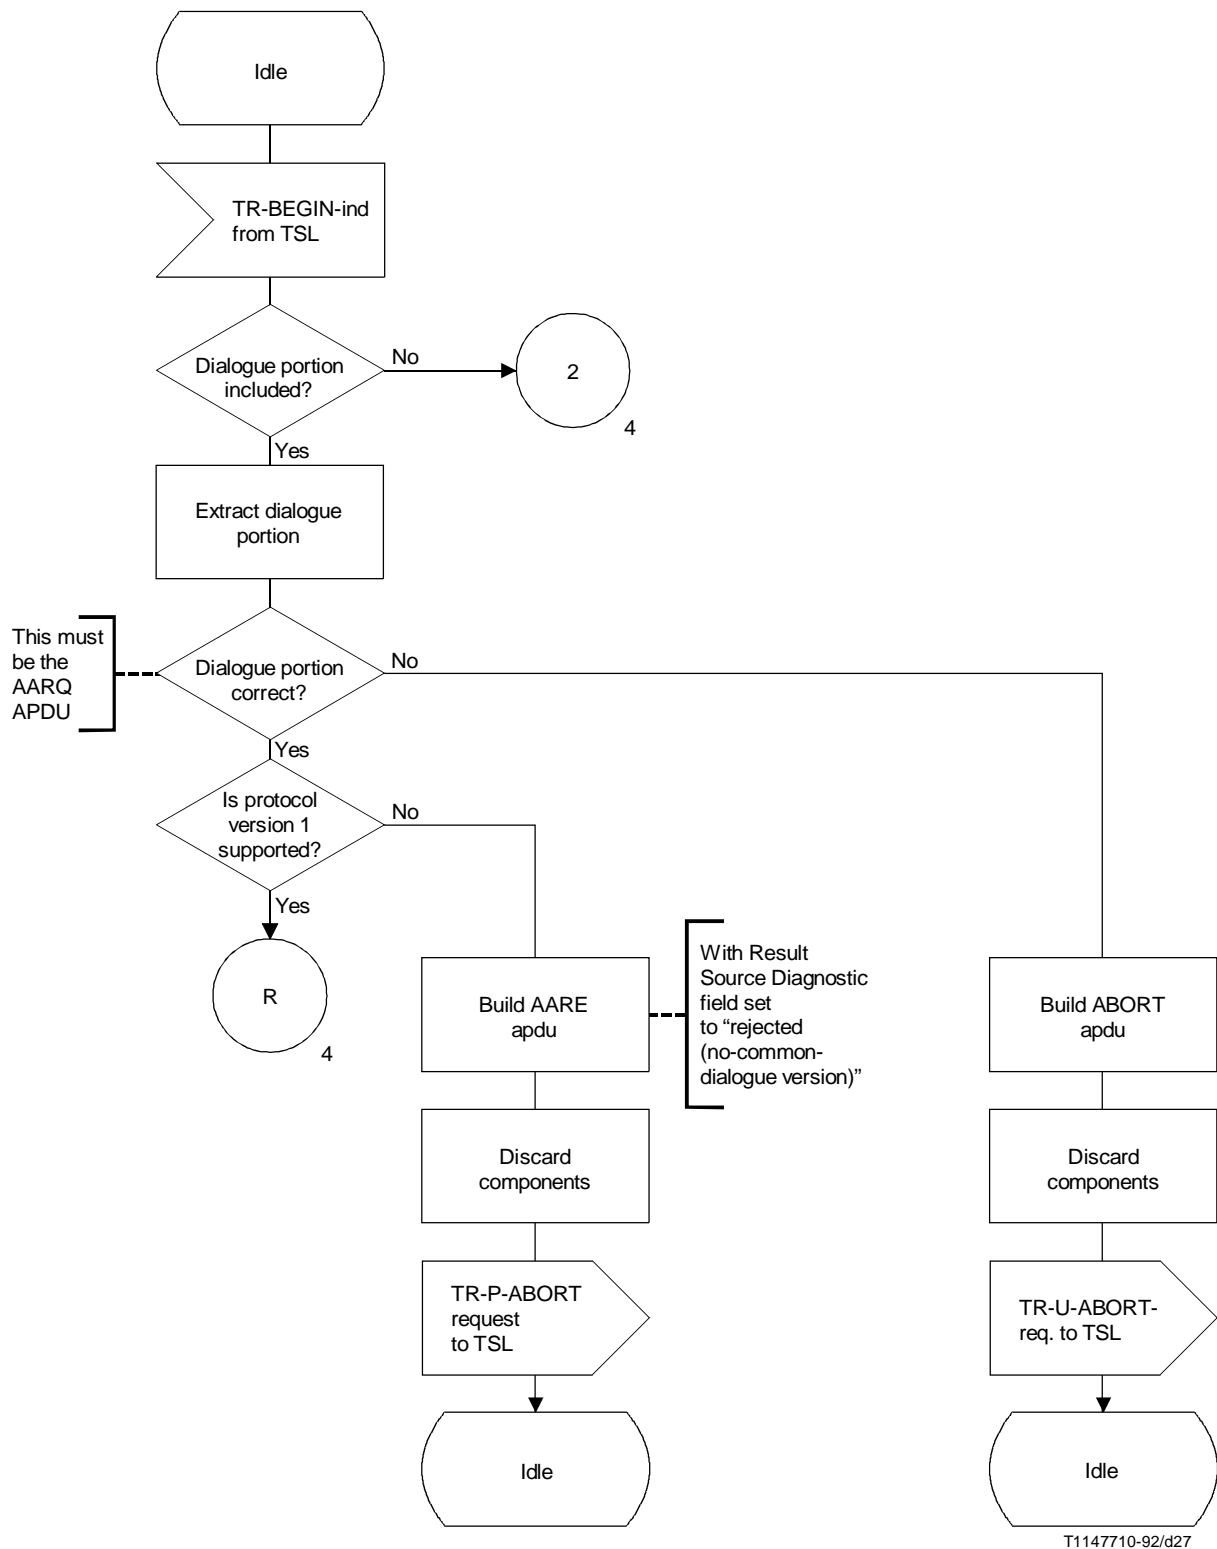 Idle
TR-BEGIN-ind
from TSL
Dialogue portion
included?
No
2
4
Yes
Extract dialogue
portion
This must
be the
AARQ
APDU
Dialogue portion
correct?
No
Yes
Is protocol
version 1
supported?
No
Yes
R
4
Build AARE
apdu
With Result
Source Diagnostic
field set
to “rejected
(no-common-
dialogue version)”
Build ABORT
apdu
Discard
components
Discard
components
TR-P-ABORT
request
to TSL
TR-U-ABORT-
req. to TSL
Idle
Idle
T1147710-92/d27